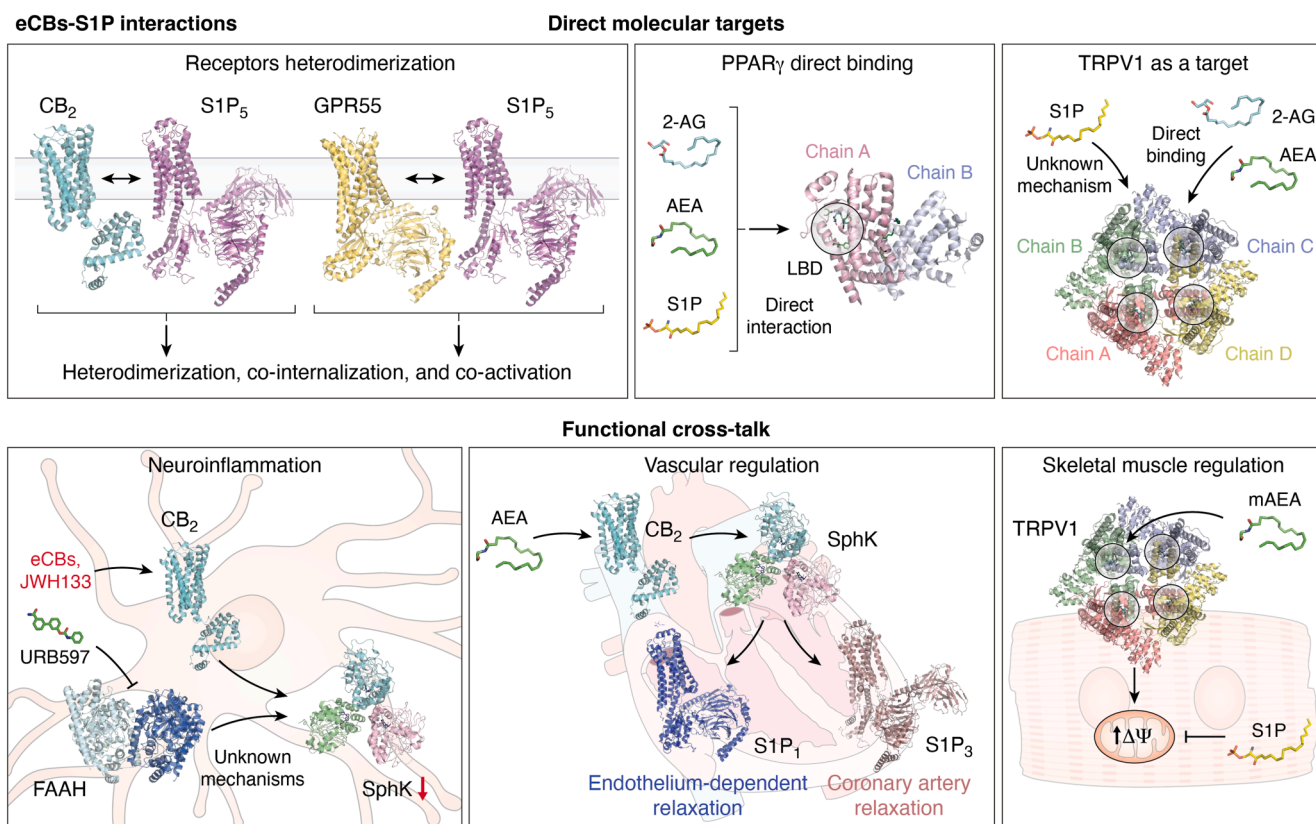 eCBs-S1P interactions
Direct molecular targets
Receptors heterodimerization
CB2
S1P5
GPR55
S1P5
Heterodimerization, co-internalization, and co-activation
PPARγ direct binding
2-AG
AEA
S1P
Chain A
Chain B
LBD
Direct
interaction
TRPV1 as a target
S1P
2-AG
Direct
binding
AEA
Unknown
mechanism
Chain B
Chain C
Chain A
Chain D
Functional cross-talk
Neuroinflammation
CB2
eCBs,
JWH133
URB597
FAAH
Unknown
mechanisms
SphK
Vascular regulation
AEA
CB2
SphK
S1P1
S1P3
Endothelium-dependent
relaxation
Coronary artery
relaxation
Skeletal muscle regulation
mAEA
TRPV1
↑ΔΨ
S1P